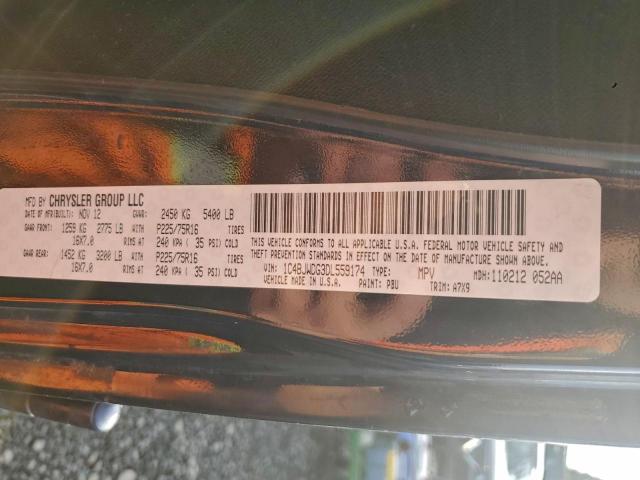 MFD BY CHRYSLER GROUP LLC
DATE OF MFR(BUILT): NOV 12 GVWR: 2450 KG 5400 LB
GAWR FRONT: 1259 KG 2775 LB WITH P225/75R16 TIRES
16X7.0 RIMS AT 240 KPA ( 35 PSI) COLD
GAWR REAR: 1452 KG 3200 LB WITH P225/75R16 TIRES
16X7.0 RIMS AT 240 KPA ( 35 PSI) COLD
THIS VEHICLE CONFORMS TO ALL APPLICABLE U.S.A. FEDERAL MOTOR VEHICLE SAFETY AND
THEFT PREVENTION STANDARDS IN EFFECT ON THE DATE OF MANUFACTURE SHOWN ABOVE.
VIN: 1C4BJWDG3DL559174 TYPE: MPV MDH: 110212 052AA
VEHICLE MADE IN U.S.A. PAINT: PBU TRIM: A7X9